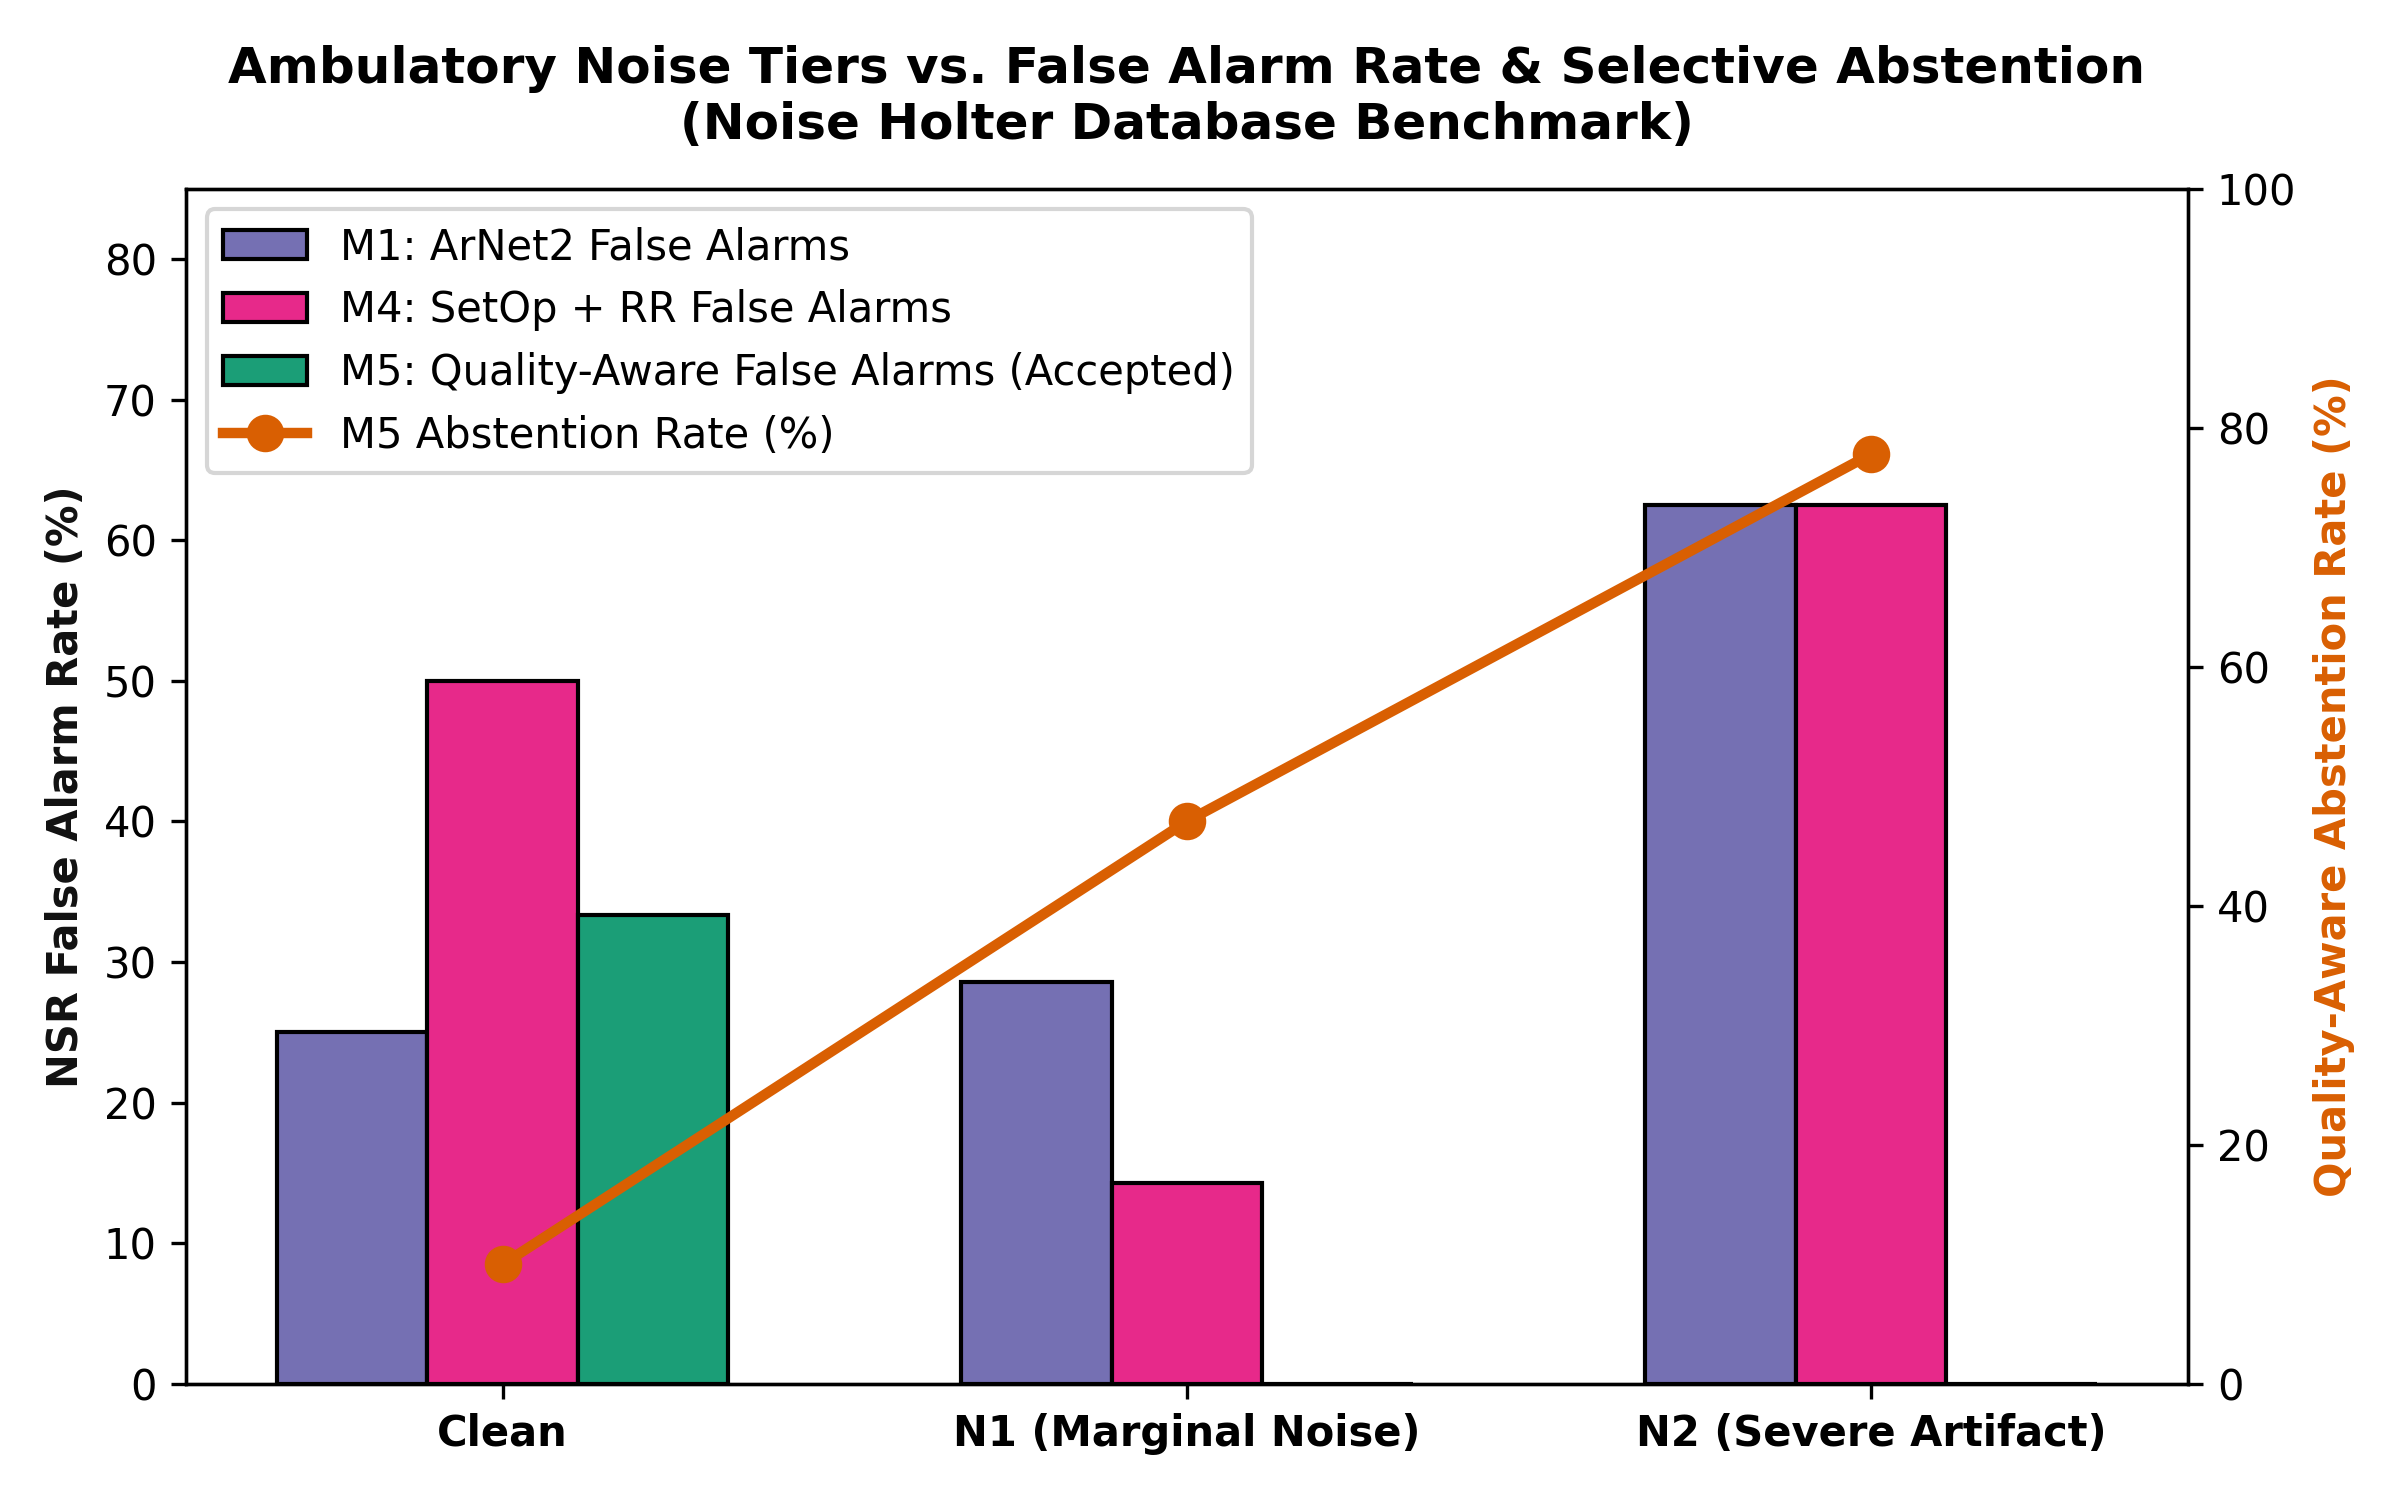 Ambulatory Noise Tiers vs. False Alarm Rate & Selective Abstention
(Noise Holter Database Benchmark)
M1: ArNet2 False Alarms
M4: SetOp + RR False Alarms
M5: Quality-Aware False Alarms (Accepted)
M5 Abstention Rate (%)
NSR False Alarm Rate (%)
80
70
60
50
40
30
20
10
0
100
80
60
40
20
0
Quality-Aware Abstention Rate (%)
Clean
N1 (Marginal Noise)
N2 (Severe Artifact)